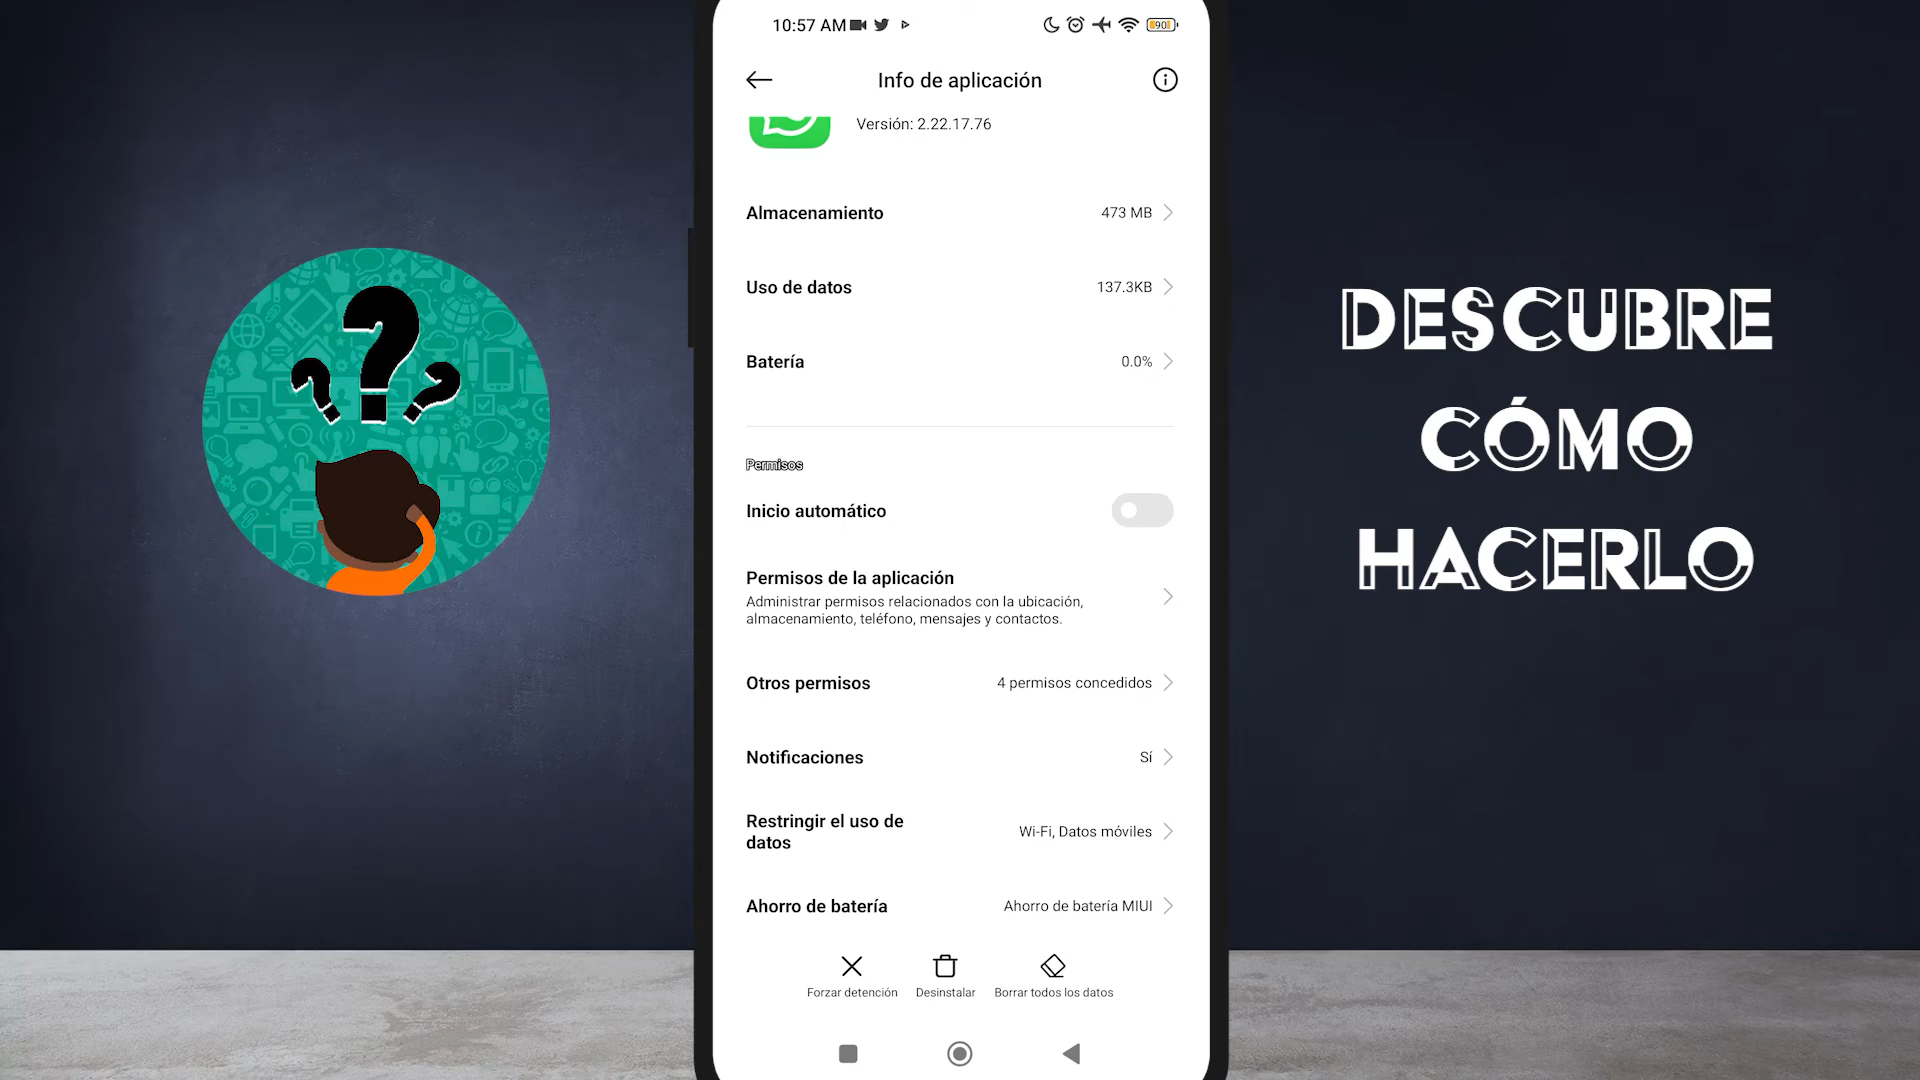 10:57 AM
90
Info de aplicación
Versión: 2.22.17.76
Almacenamiento 473 MB
Uso de datos 137.3KB
Batería 0.0%
Permisos
Inicio automático
Permisos de la aplicación
Administrar permisos relacionados con la ubicación,
almacenamiento, teléfono, mensajes y contactos.
Otros permisos 4 permisos concedidos
Notificaciones Sí
Restringir el uso de
datos
Wi-Fi, Datos móviles
Ahorro de batería Ahorro de batería MIUI
Forzar detención Desinstalar Borrar todos los datos
DESCUBRE
CÓMO
HACERLO